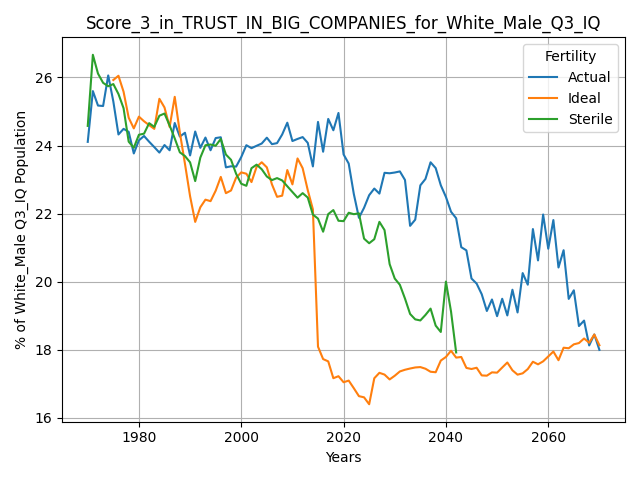 Score_3_in_TRUST_IN_BIG_COMPANIES_for_White_Male_Q3_IQ
Fertility
Actual
Ideal
Sterile
% of White_Male Q3_IQ Population
26
24
22
20
18
16
1980
2000
2020
2040
2060
Years